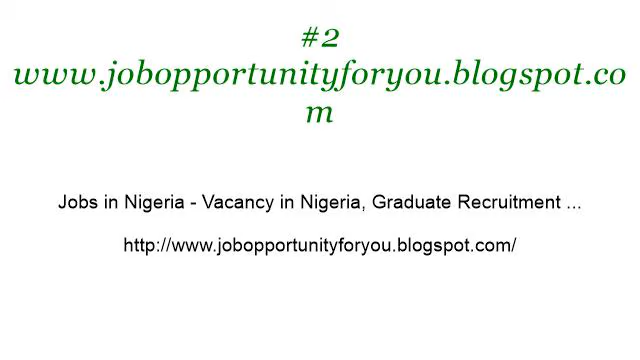 #2
www.jobopportunityforyou.blogspot.co
m
Jobs in Nigeria - Vacancy in Nigeria, Graduate Recruitment ...
http://www.jobopportunityforyou.blogspot.com/